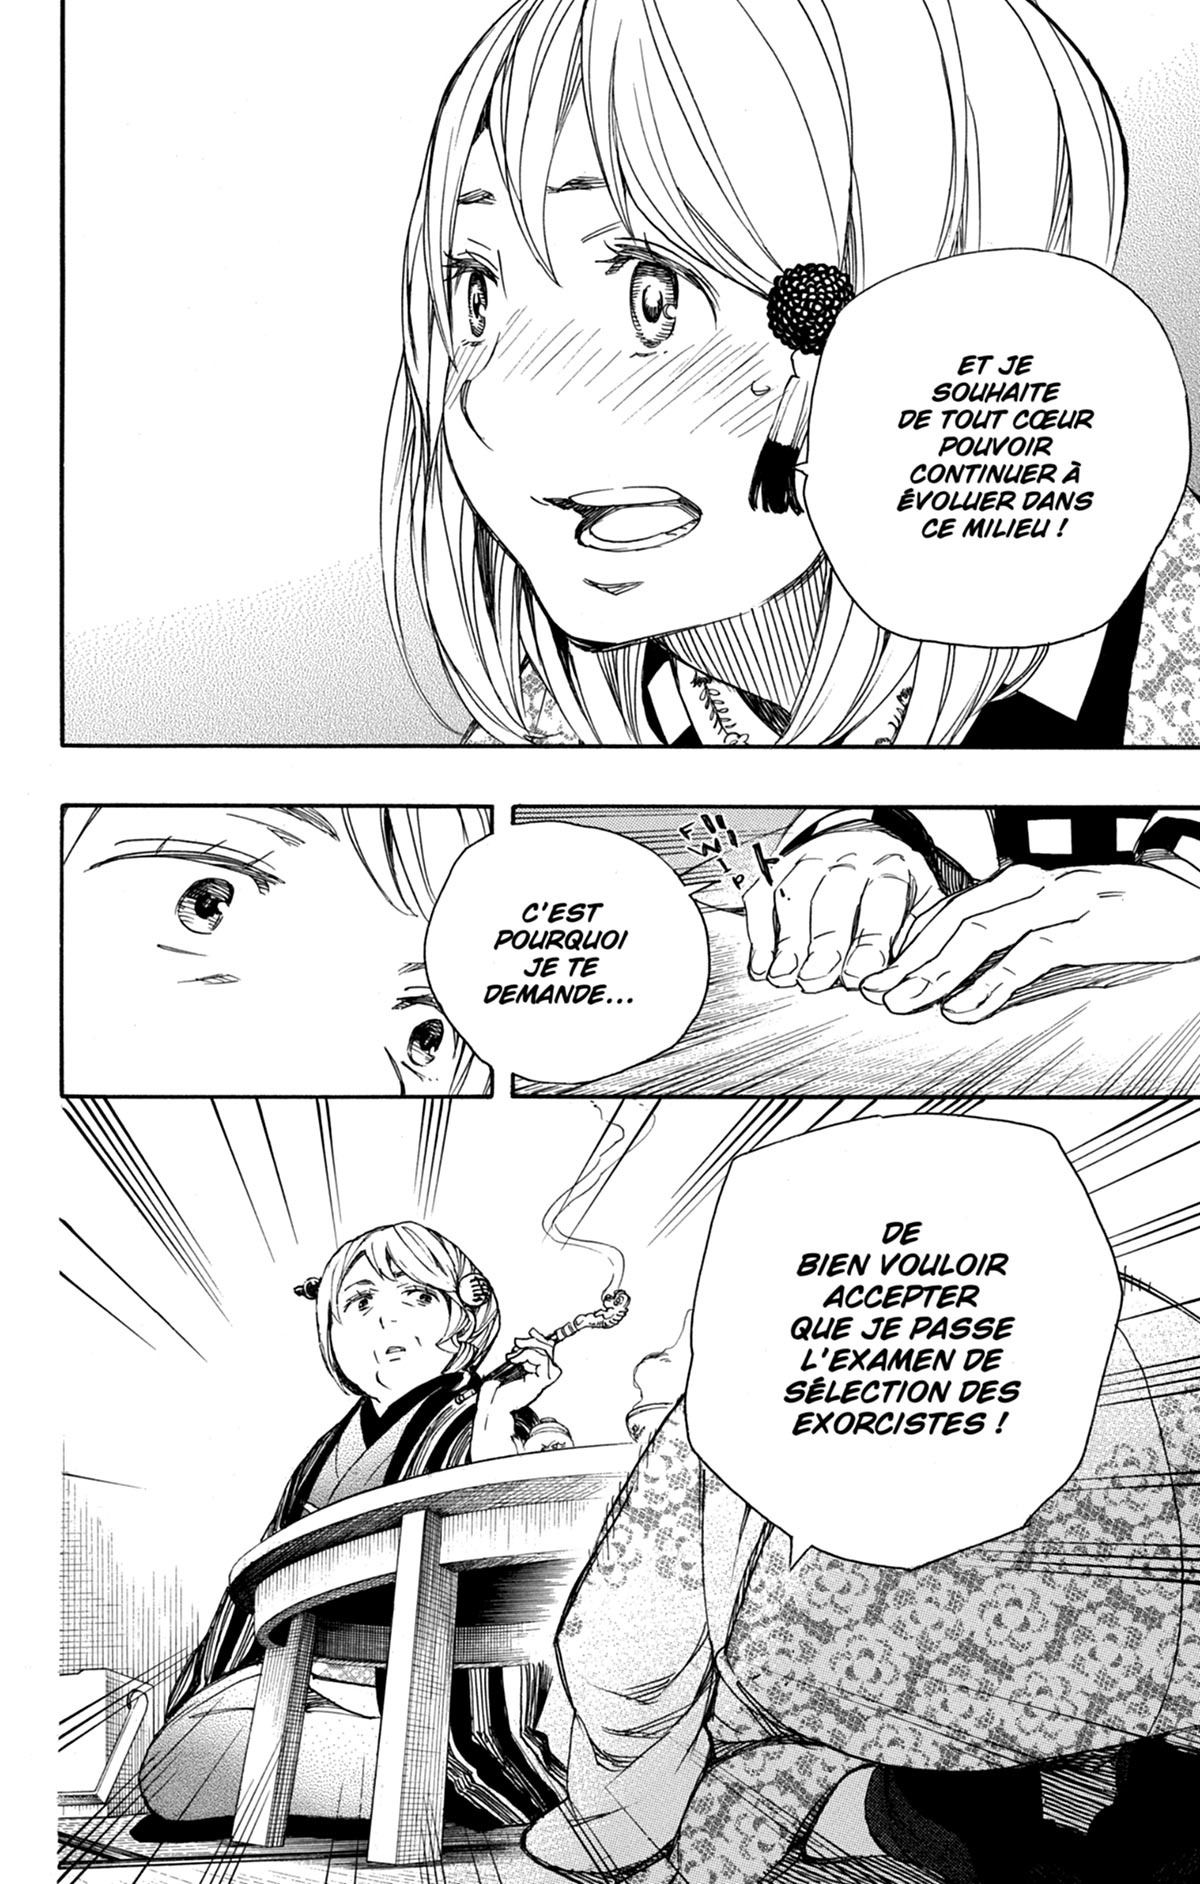 ET JE
SOUHAITE
DE TOUT CŒUR
POUVOIR
CONTINUER À
ÉVOLUER DANS
CE MILIEU !
FWIP
C'EST
POURQUOI
JE TE
DEMANDE...
DE
BIEN VOULOIR
ACCEPTER
QUE JE PASSE
L'EXAMEN DE
SÉLECTION DES
EXORCISTES !